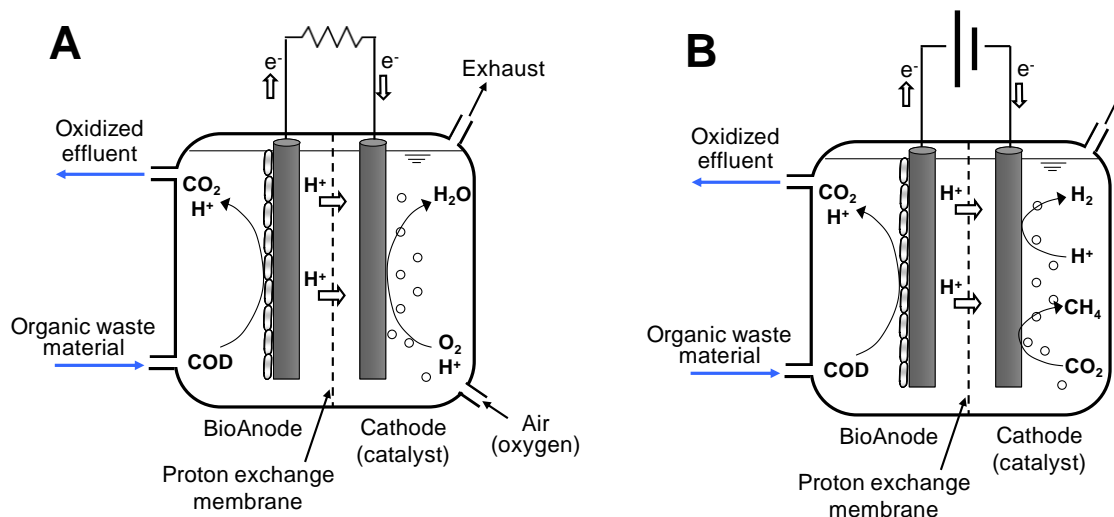 A
e-
e-
Exhaust
Oxidized
effluent
CO2
H+
H+
H2O
H+
Organic waste
material
COD
O2
H+
BioAnode
Cathode
(catalyst)
Air
(oxygen)
Proton exchange
membrane
B
e-
e-
Oxidized
effluent
CO2
H+
H+
H2
H+
H+
CH4
Organic waste
material
COD
CO2
BioAnode
Cathode
(catalyst)
Proton exchange
membrane